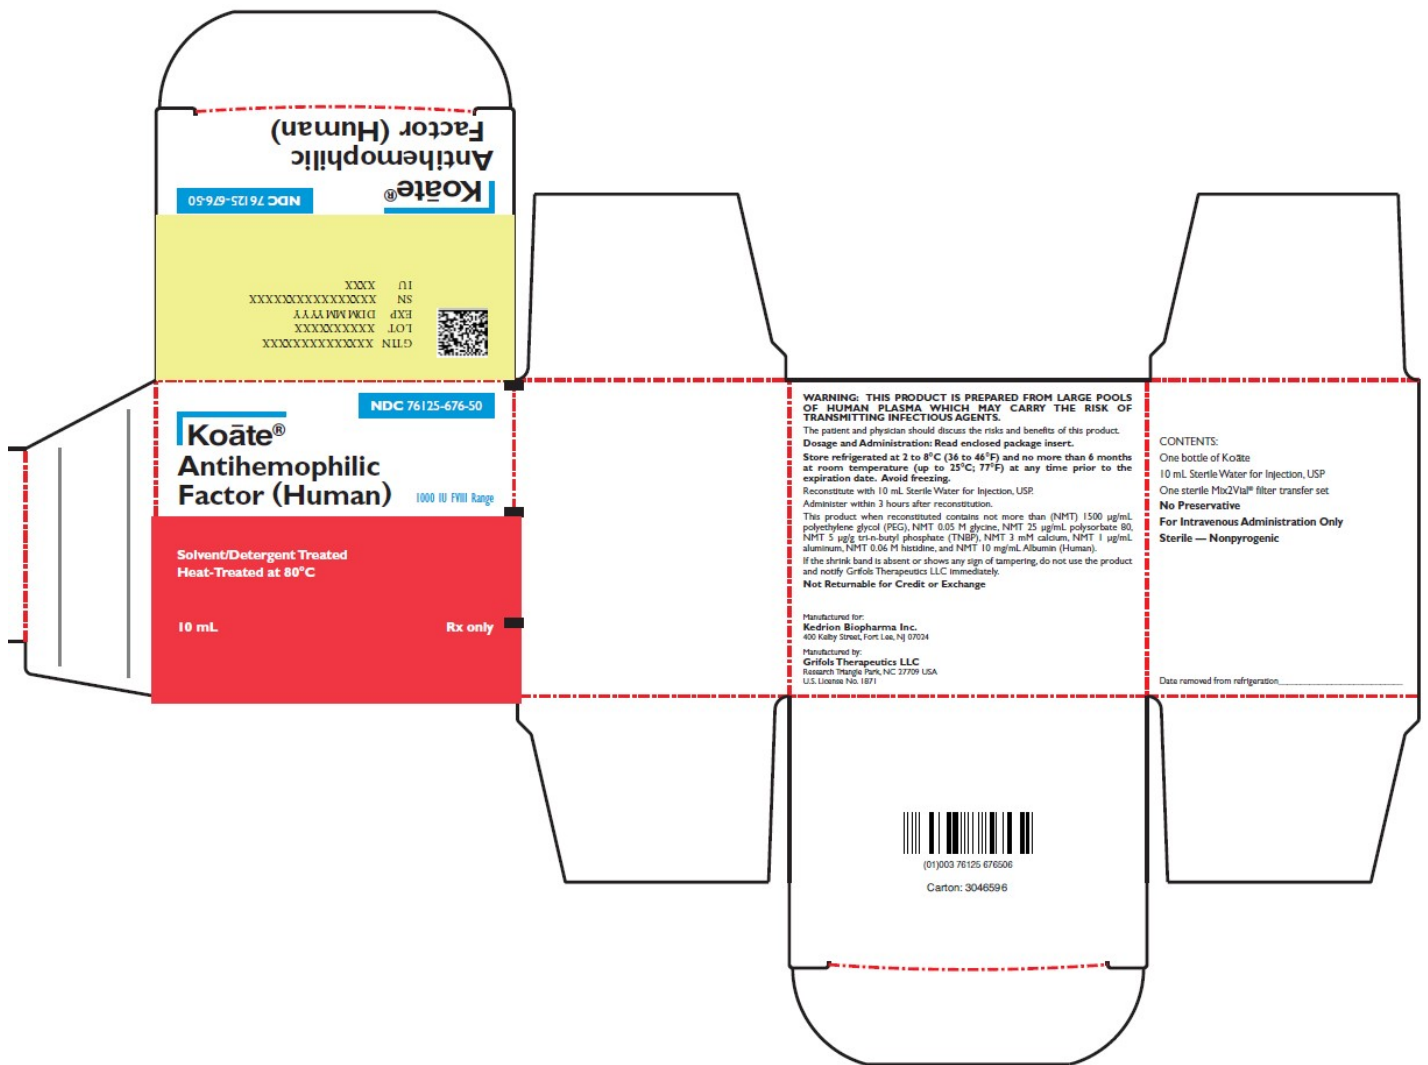 Koāte®
Antihemophilic
Factor (Human)
NDC 76125-676-50
GTIN XXXXXXXXXXXXXX
LOT XXXXXXXXXX
EXP DDMMMYYYY
SN XXXXXXXXXXXXXXXX
IU XXXX
NDC 76125-676-50
Koāte®
Antihemophilic
Factor (Human)
1000 IU FVIII Range
Solvent/Detergent Treated
Heat-Treated at 80°C
10 mL Rx only
WARNING: THIS PRODUCT IS PREPARED FROM LARGE POOLS
OF HUMAN PLASMA WHICH MAY CARRY THE RISK OF
TRANSMITTING INFECTIOUS AGENTS.
The patient and physician should discuss the risks and benefits of this product.
Dosage and Administration: Read enclosed package insert.
Store refrigerated at 2 to 8°C (36 to 46°F) and no more than 6 months
at room temperature (up to 25°C; 77°F) at any time prior to the
expiration date. Avoid freezing.
Reconstitute with 10 mL Sterile Water for Injection, USP.
Administer within 3 hours after reconstitution.
This product when reconstituted contains not more than (NMT) 1500 µg/mL
polyethylene glycol (PEG), NMT 0.05 M glycine, NMT 25 µg/mL polysorbate 80,
NMT 5 µg/g tri-n-butyl phosphate (TNBP), NMT 3 mM calcium, NMT 1 µg/mL
aluminum, NMT 0.06 M histidine, and NMT 10 mg/mL Albumin (Human).
If the shrink band is absent or shows any sign of tampering, do not use the product
and notify Grifols Therapeutics LLC immediately.
Not Returnable for Credit or Exchange
Manufactured for:
Kedrion Biopharma Inc.
400 Kelby Street, Fort Lee, NJ 07024
Manufactured by:
Grifols Therapeutics LLC
Research Triangle Park, NC 27709 USA
U.S. License No. 1871
CONTENTS:
One bottle of Koāte
10 mL Sterile Water for Injection, USP
One sterile Mix2Vial® filter transfer set
No Preservative
For Intravenous Administration Only
Sterile — Nonpyrogenic
Date removed from refrigeration____________________
(01)003 76125 676506
Carton: 3046596